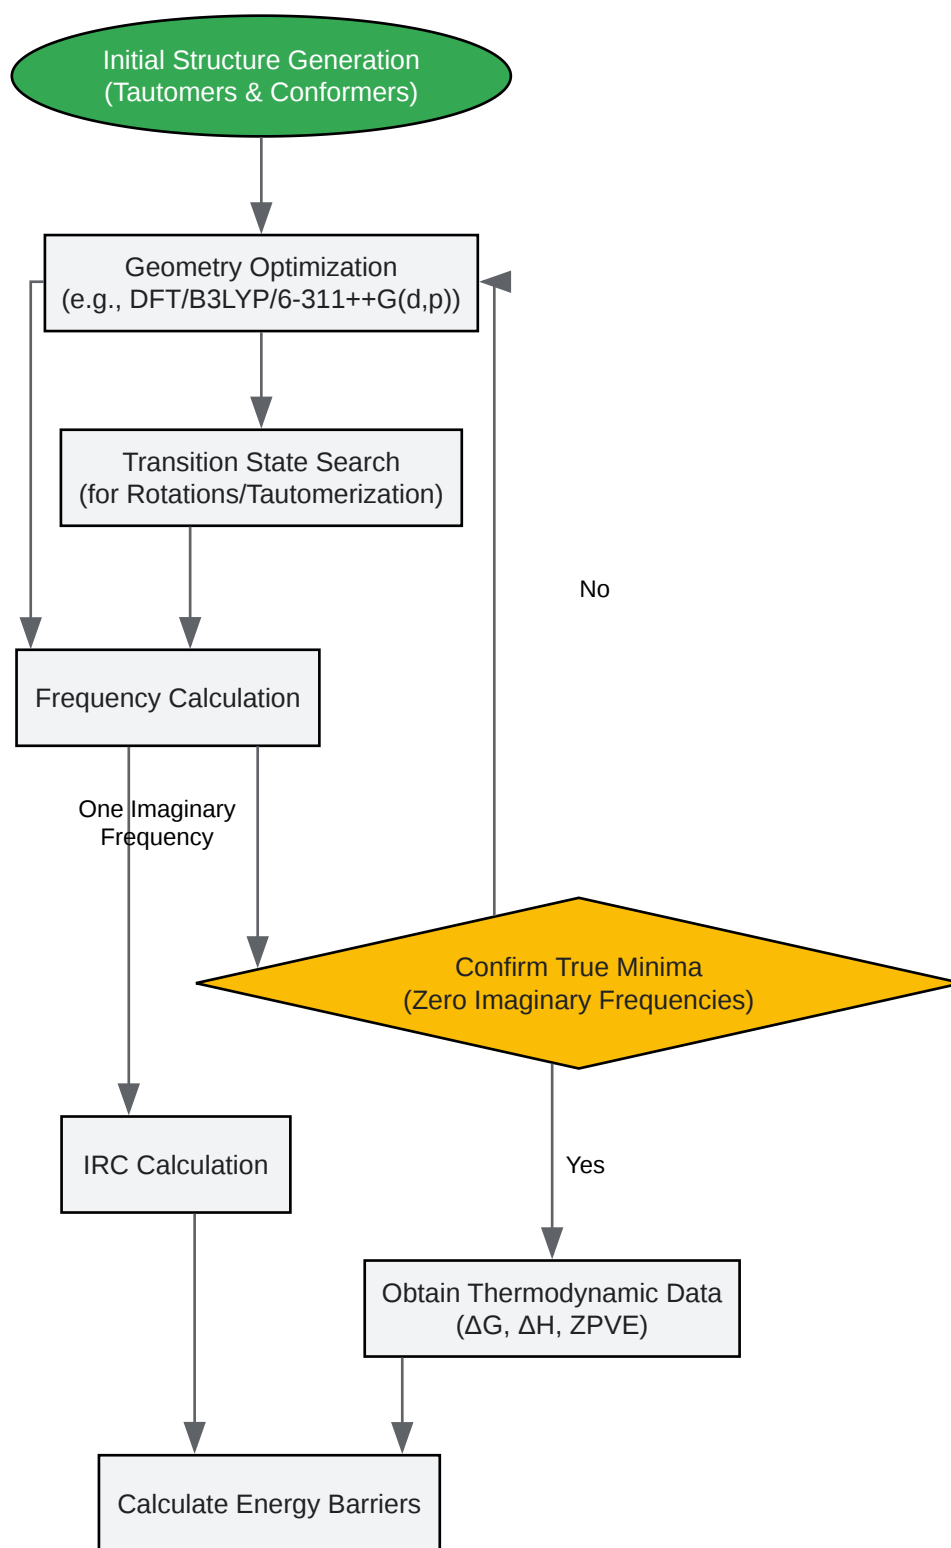 Initial Structure Generation
(Tautomers & Conformers)
Geometry Optimization
(e.g., DFT/B3LYP/6-311++G(d,p))
Transition State Search
(for Rotations/Tautomerization)
No
Frequency Calculation
One Imaginary
Frequency
Confirm True Minima
(Zero Imaginary Frequencies)
IRC Calculation
Yes
Obtain Thermodynamic Data
(ΔG, ΔH, ZPVE)
Calculate Energy Barriers